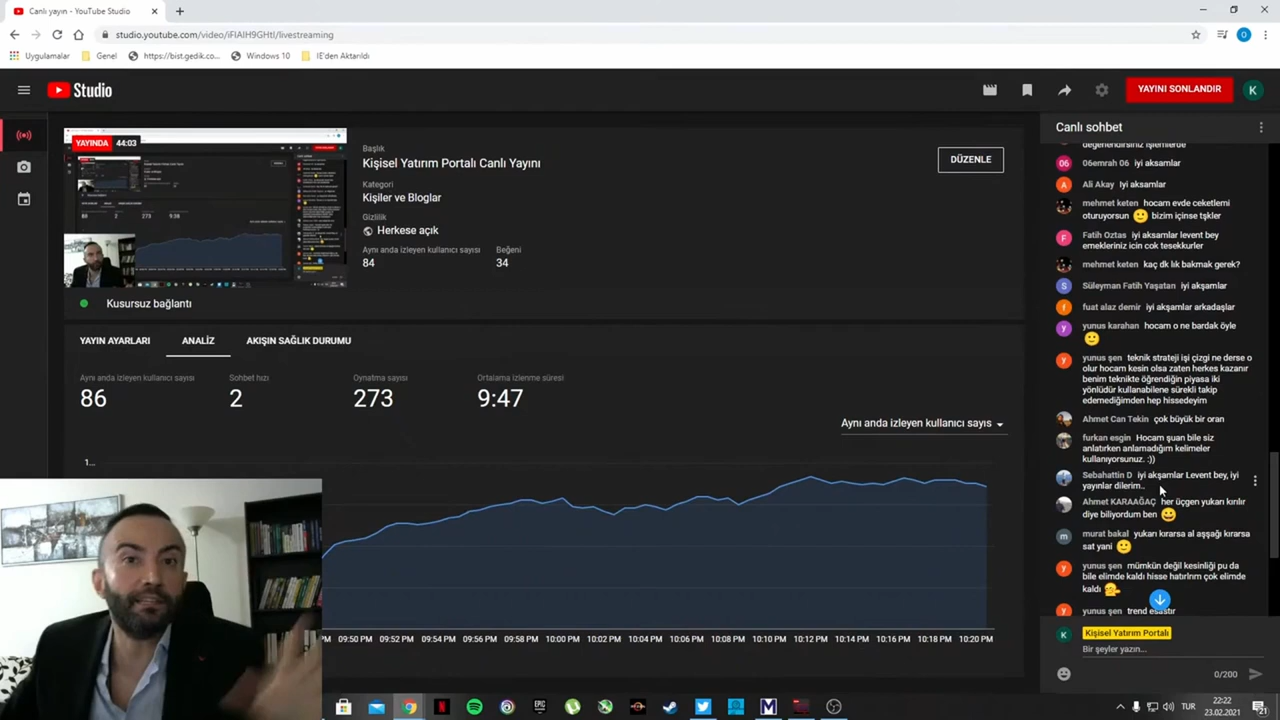 Canlı yayın - YouTube Studio
studio.youtube.com/video/iFIAIH9GHtI/livestreaming
Uygulamalar
Genel
https://bist.gedik.co...
Windows 10
IE'den Aktarıldı
Studio
YAYINI SONLANDIR
K
YAYINDA 44:03
Başlık
Kişisel Yatırım Portalı Canlı Yayını
DÜZENLE
Kategori
Kişiler ve Bloglar
Gizlilik
Herkese açık
Aynı anda izleyen kullanıcı sayısı
84
Beğeni
34
Kusursuz bağlantı
YAYIN AYARLARI
ANALİZ
AKIŞIN SAĞLIK DURUMU
Aynı anda izleyen kullanıcı sayısı
86
Sohbet hızı
2
Oynatma sayısı
273
Ortalama izlenme süresi
9:47
Aynı anda izleyen kullanıcı sayıs
1...
PM 09:50 PM 09:52 PM 09:54 PM 09:56 PM 09:58 PM 10:00 PM 10:02 PM 10:04 PM 10:06 PM 10:08 PM 10:10 PM 10:12 PM 10:14 PM 10:16 PM 10:18 PM 10:20 PM
Canlı sohbet
değerlendirsiniz işlemlerde
06emrah 06 iyi aksamlar
Ali Akay Iyi aksamlar
mehmet keten hocam evde ceketlemi
oturuyorsun 🙂 bizim içinse tşkler
Fatih Oztas iyi aksamlar levent bey
emekleriniz icin cok tesekkurler
mehmet keten kaç dk lık bakmak gerek?
Süleyman Fatih Yaşatan iyi akşamlar
fuat alaz demir iyi akşamlar arkadaşlar
yunus karahan hocam o ne bardak öyle
🙂
yunus şen teknik strateji işi çizgi ne derse o
olur hocam kesin olsa zaten herkes kazanır
benim teknikte öğrendiğin piyasa iki
yönlüdür kullanabilene sürekli takip
edemediğimden hep hissedeyim
Ahmet Can Tekin çok büyük bir oran
furkan esgin Hocam şuan bile siz
anlatırken anlamadığım kelimeler
kullanıyorsunuz. :))
Sebahattin D iyi akşamlar Levent bey, iyi
yayınlar dilerim..
Ahmet KARAAĞAÇ her üçgen yukarı kırılır
diye biliyordum ben 😀
murat bakal yukarı kırarsa al aşşağı kırarsa
sat yani 🙂
yunus şen mümkün değil kesinliği pu da
bile elimde kaldı hisse hatırlrım çok elimde
kaldı
yunus şen trend esastır
Kişisel Yatırım Portalı
Bir şeyler yazın...
0/200
TUR
22:22
23.02.2021
21